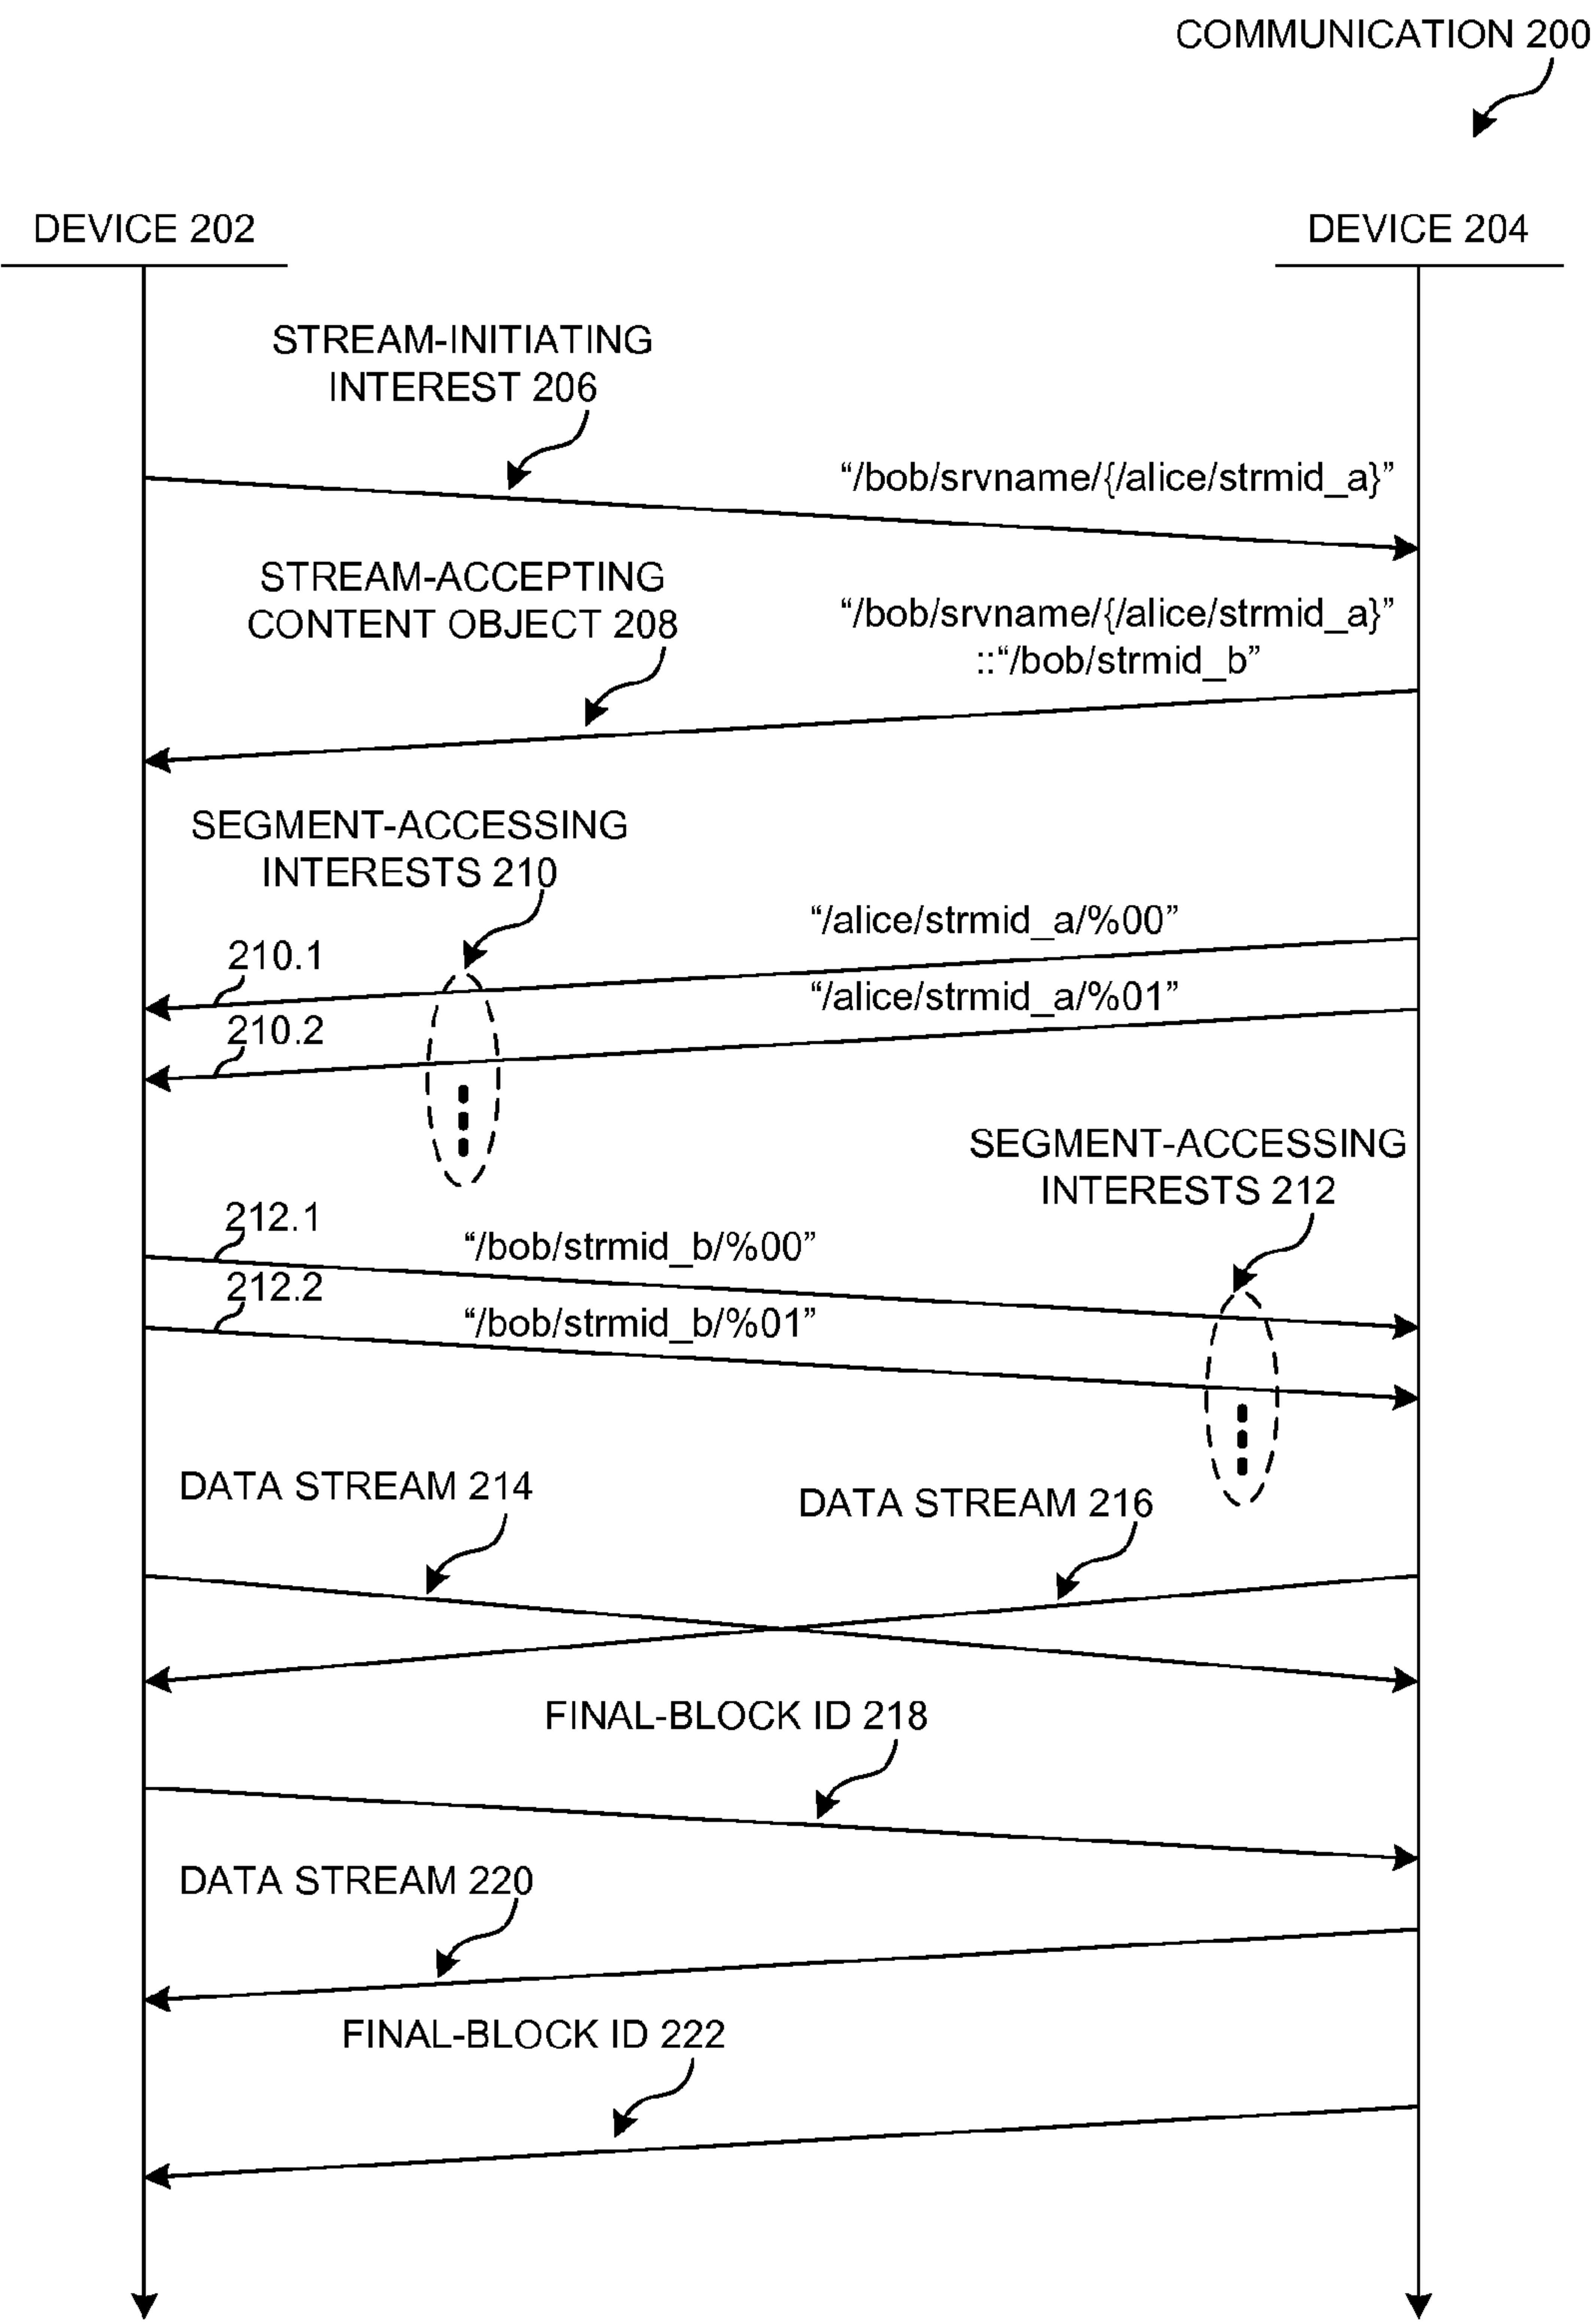 COMMUNICATION 200
DEVICE 202
DEVICE 204
STREAM-INITIATING
INTEREST 206
“/bob/srvname/{/alice/strmid_a}”
STREAM-ACCEPTING
CONTENT OBJECT 208
“/bob/srvname/{/alice/strmid_a}”
::“/bob/strmid_b”
SEGMENT-ACCESSING
INTERESTS 210
“/alice/strmid_a/%00”
210.1
“/alice/strmid_a/%01”
210.2
SEGMENT-ACCESSING
INTERESTS 212
212.1
“/bob/strmid_b/%00”
212.2
“/bob/strmid_b/%01”
DATA STREAM 214
DATA STREAM 216
FINAL-BLOCK ID 218
DATA STREAM 220
FINAL-BLOCK ID 222